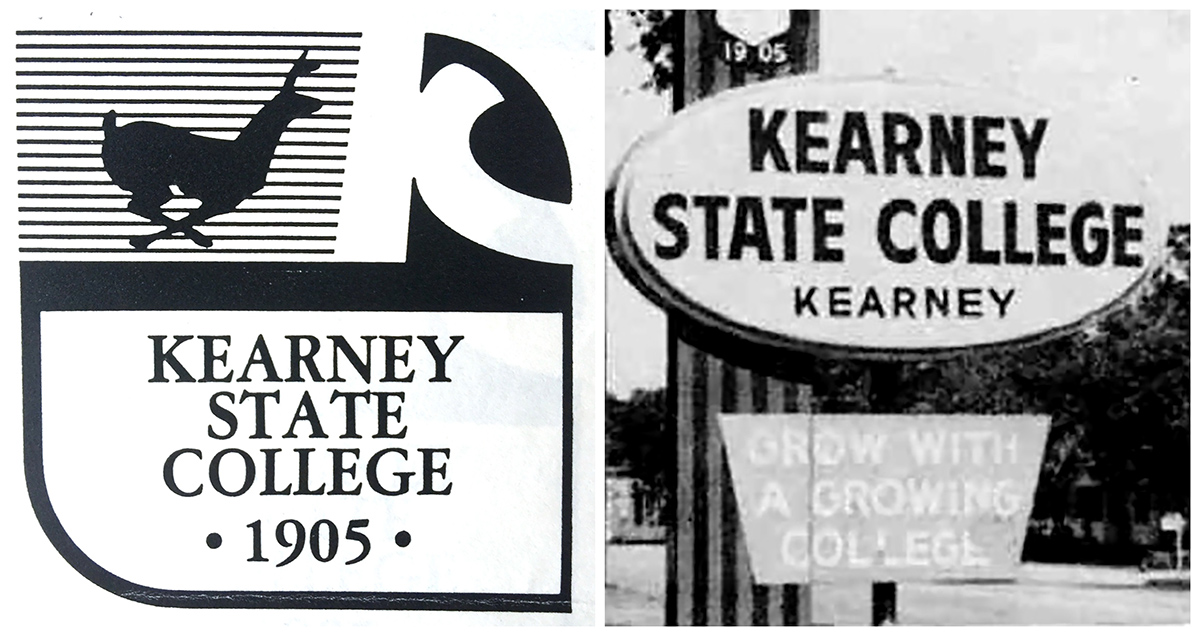 KEARNEY
STATE
COLLEGE
• 1905 •
19 05
KEARNEY
STATE COLLEGE
KEARNEY
GROW WITH
A GROWING
COLLEGE